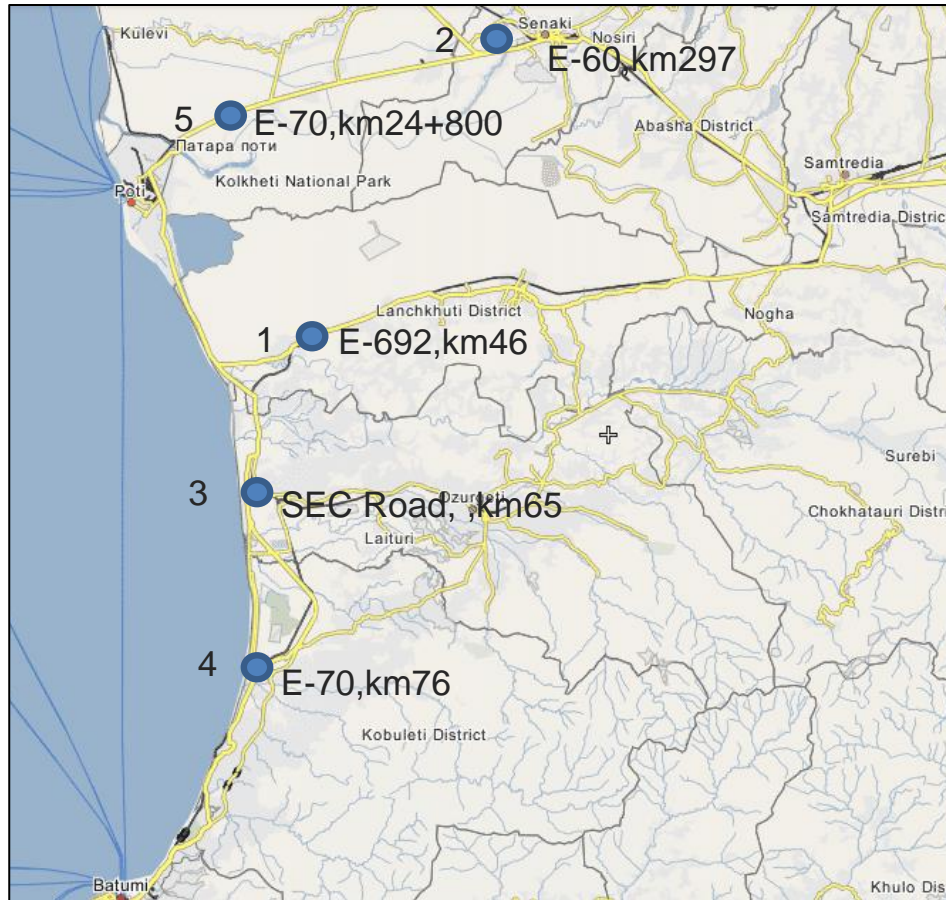 Kulevi
2
Senaki
Nosiri
E-60,km297
5
E-70,km24+800
Abasha District
Патара поти
Samtredia
Kolkheti National Park
Poti
Samtredia Distric
Lanchkhuti District
Nogha
1
E-692,km46
Surebi
3
SEC Road, ,km65
Ozurgeti
Chokhatauri Distri
Laituri
4
E-70,km76
Kobuleti District
Batumi
Khulo Dis